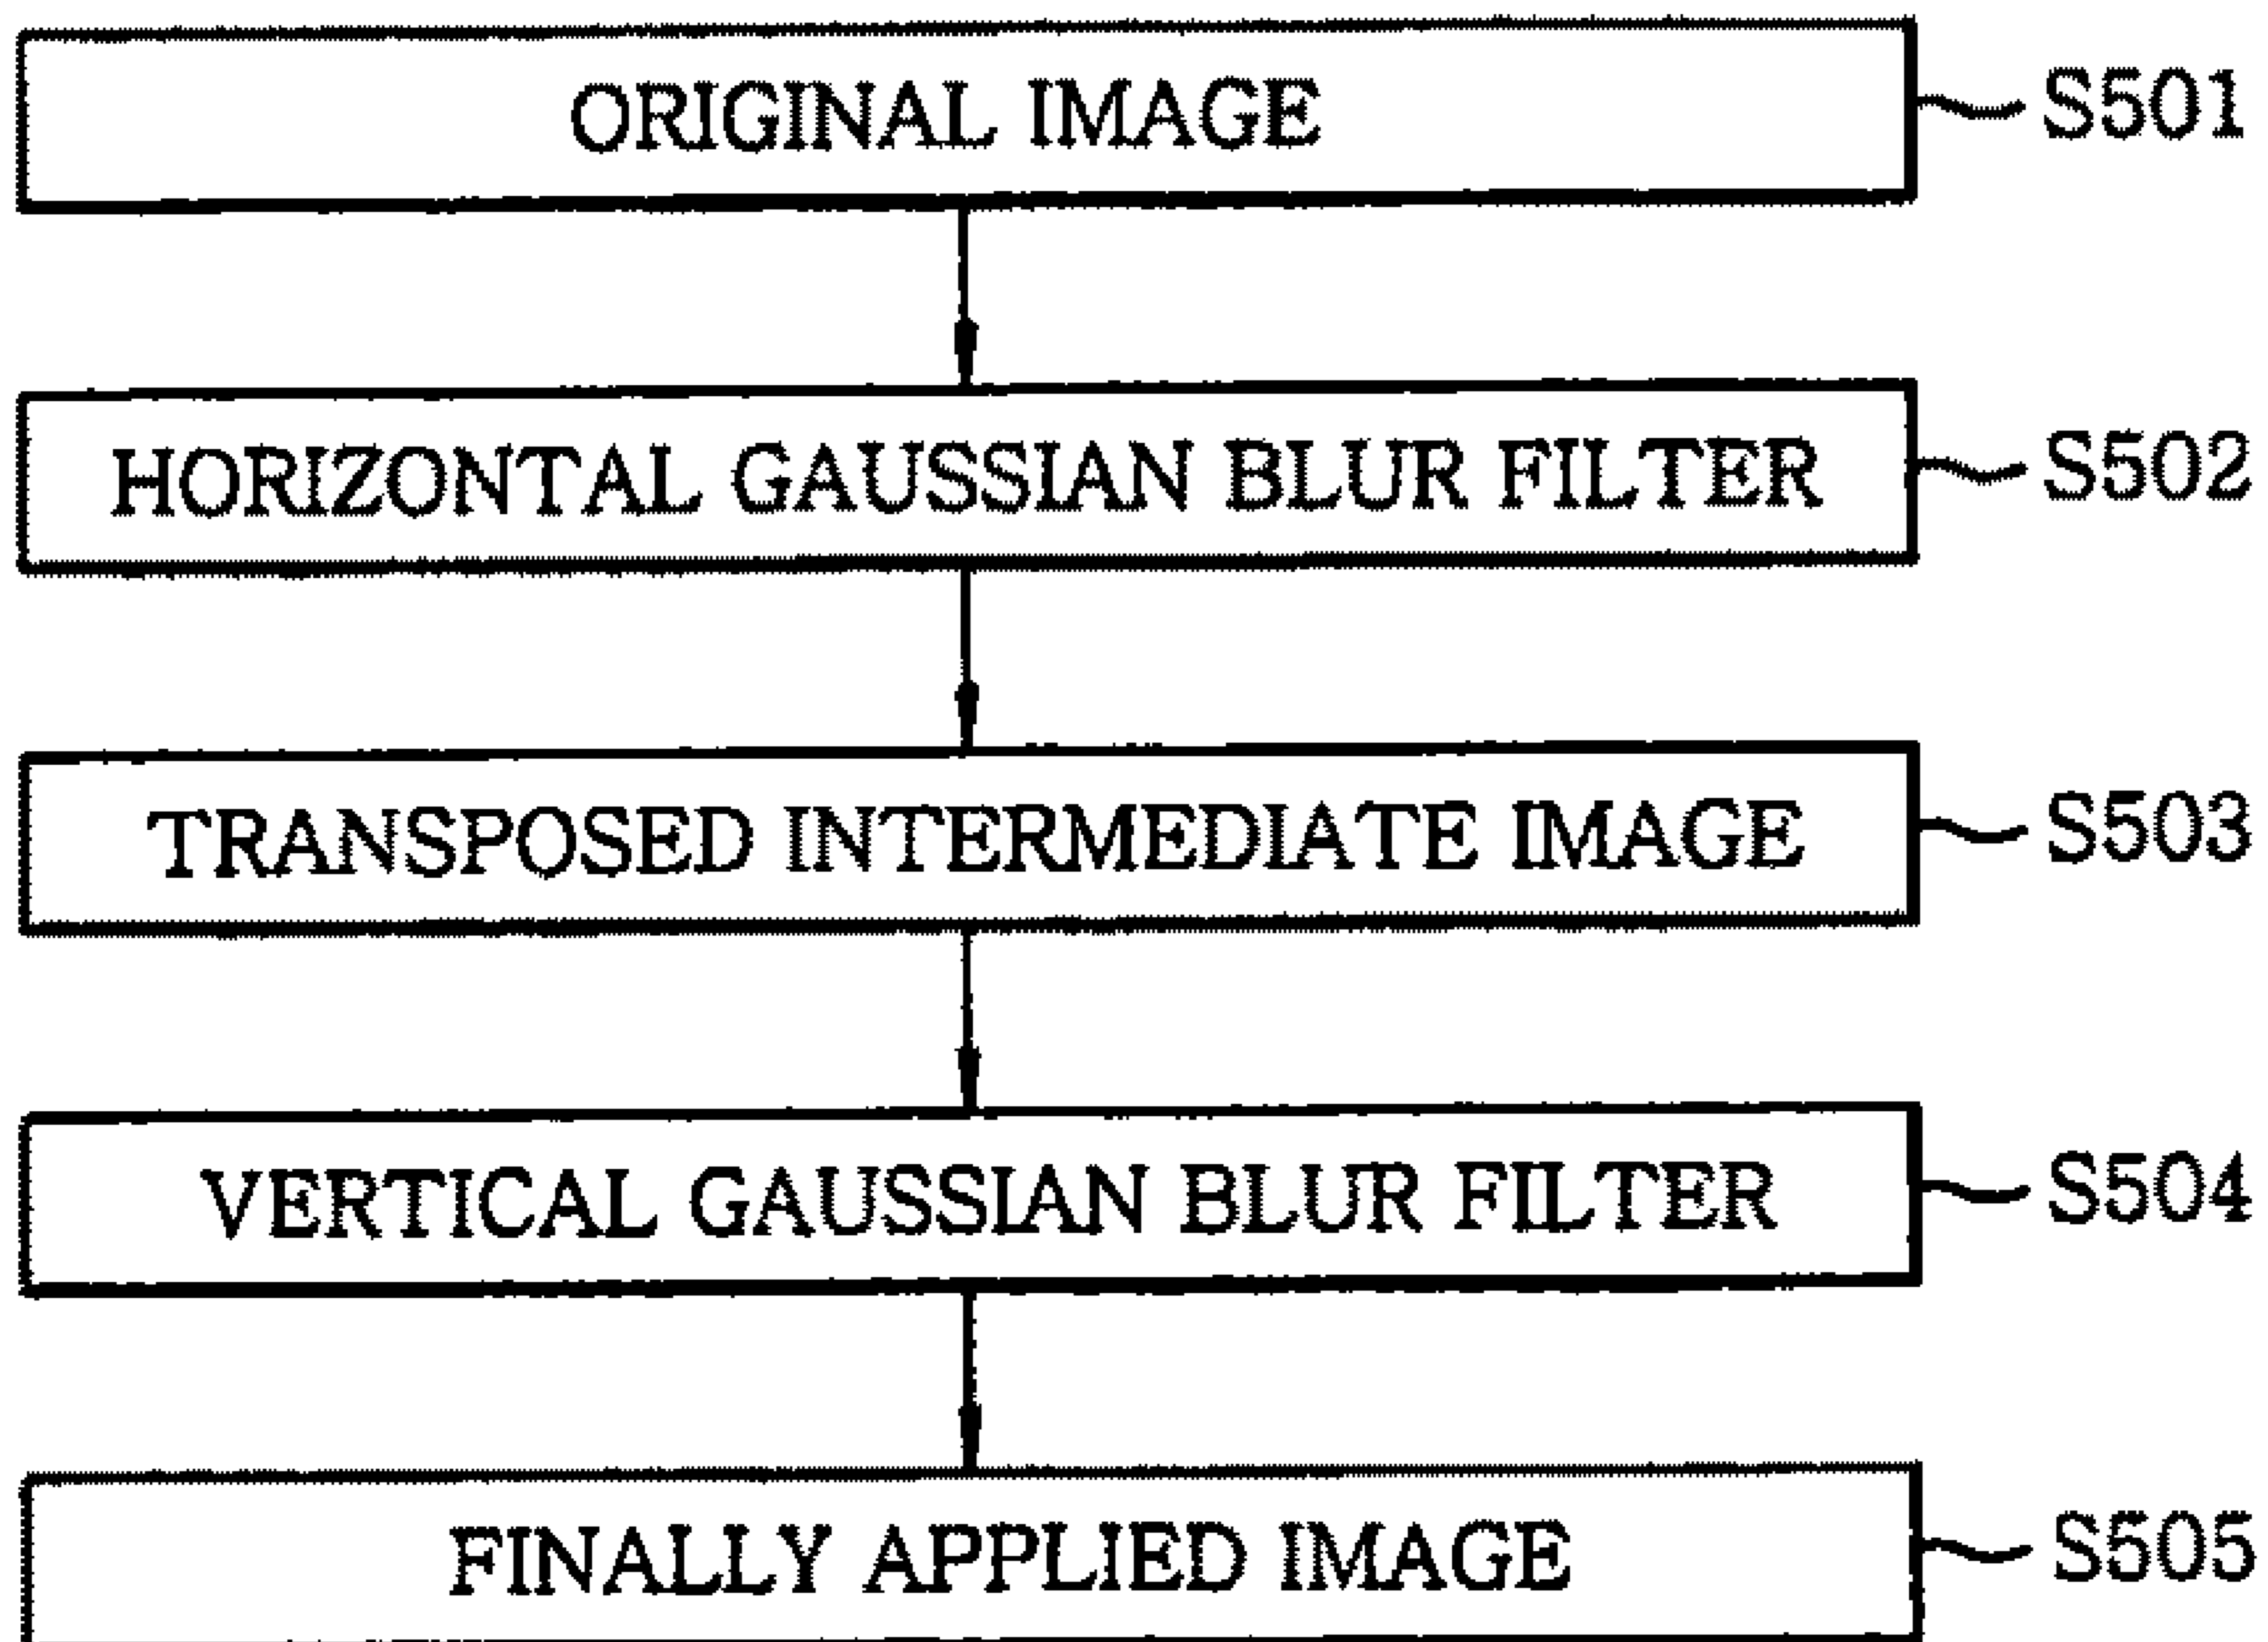 ORIGINAL IMAGE S501
HORIZONTAL GAUSSIAN BLUR FILTER S502
TRANSPOSED INTERMEDIATE IMAGE S503
VERTICAL GAUSSIAN BLUR FILTER S504
FINALLY APPLIED IMAGE S505